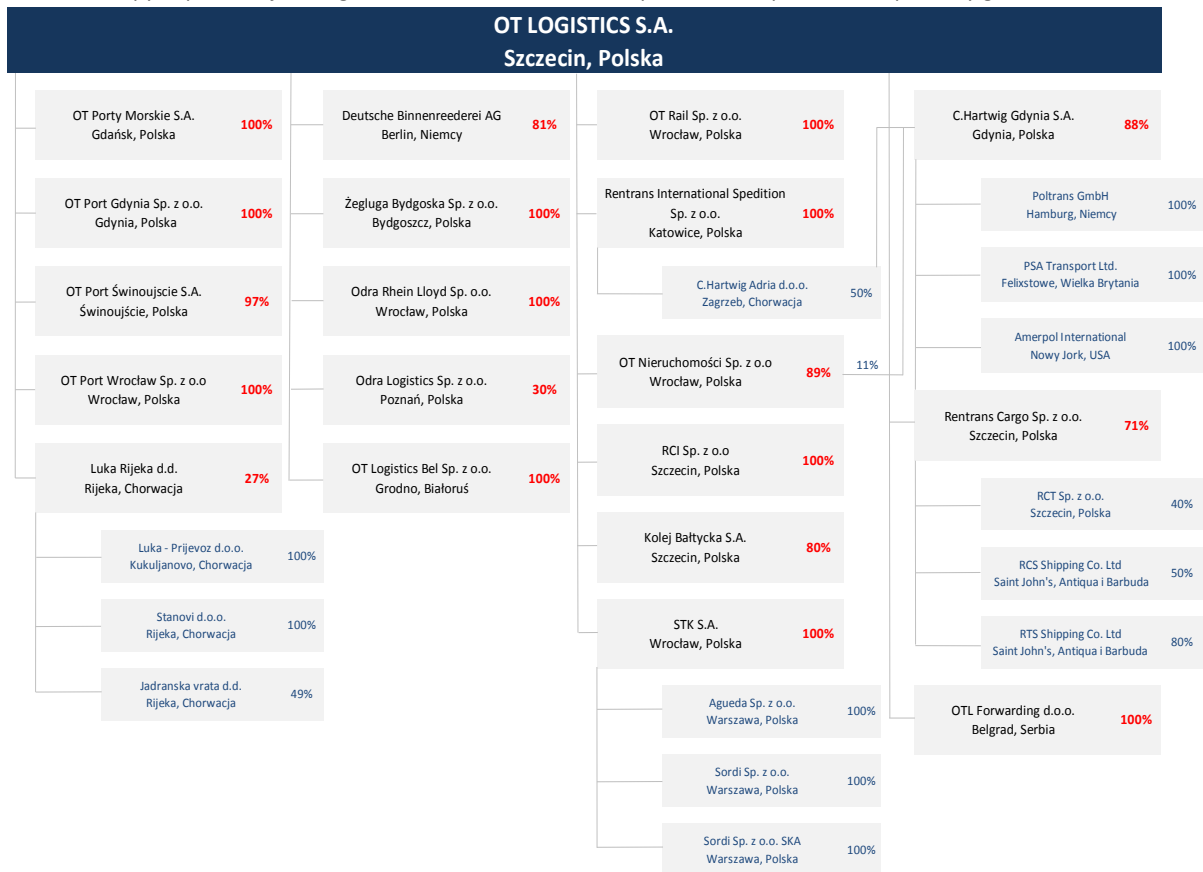 OT LOGISTICS S.A.
Szczecin, Polska
OT Porty Morskie S.A.
Gdańsk, Polska
100%
OT Port Gdynia Sp. z o.o.
Gdynia, Polska
100%
OT Port Świnoujscie S.A.
Świnoujście, Polska
97%
OT Port Wrocław Sp. z o.o
Wrocław, Polska
100%
Luka Rijeka d.d.
Rijeka, Chorwacja
27%
Luka - Prijevoz d.o.o.
Kukuljanovo, Chorwacja
100%
Stanovi d.o.o.
Rijeka, Chorwacja
100%
Jadranska vrata d.d.
Rijeka, Chorwacja
49%
Deutsche Binnenreederei AG
Berlin, Niemcy
81%
Żegluga Bydgoska Sp. z o.o.
Bydgoszcz, Polska
100%
Odra Rhein Lloyd Sp. o.o.
Wrocław, Polska
100%
Odra Logistics Sp. z o.o.
Poznań, Polska
30%
OT Logistics Bel Sp. z o.o.
Grodno, Białoruś
100%
OT Rail Sp. z o.o.
Wrocław, Polska
100%
Rentrans International Spedition
Sp. z o.o.
Katowice, Polska
100%
C.Hartwig Adria d.o.o.
Zagrzeb, Chorwacja
50%
OT Nieruchomości Sp. z o.o
Wrocław, Polska
89%
11%
RCI Sp. z o.o
Szczecin, Polska
100%
Kolej Bałtycka S.A.
Szczecin, Polska
80%
STK S.A.
Wrocław, Polska
100%
Agueda Sp. z o.o.
Warszawa, Polska
100%
Sordi Sp. z o.o.
Warszawa, Polska
100%
Sordi Sp. z o.o. SKA
Warszawa, Polska
100%
C.Hartwig Gdynia S.A.
Gdynia, Polska
88%
Poltrans GmbH
Hamburg, Niemcy
100%
PSA Transport Ltd.
Felixstowe, Wielka Brytania
100%
Amerpol International
Nowy Jork, USA
100%
Rentrans Cargo Sp. z o.o.
Szczecin, Polska
71%
RCT Sp. z o.o.
Szczecin, Polska
40%
RCS Shipping Co. Ltd
Saint John's, Antiqua i Barbuda
50%
RTS Shipping Co. Ltd
Saint John's, Antiqua i Barbuda
80%
OTL Forwarding d.o.o.
Belgrad, Serbia
100%